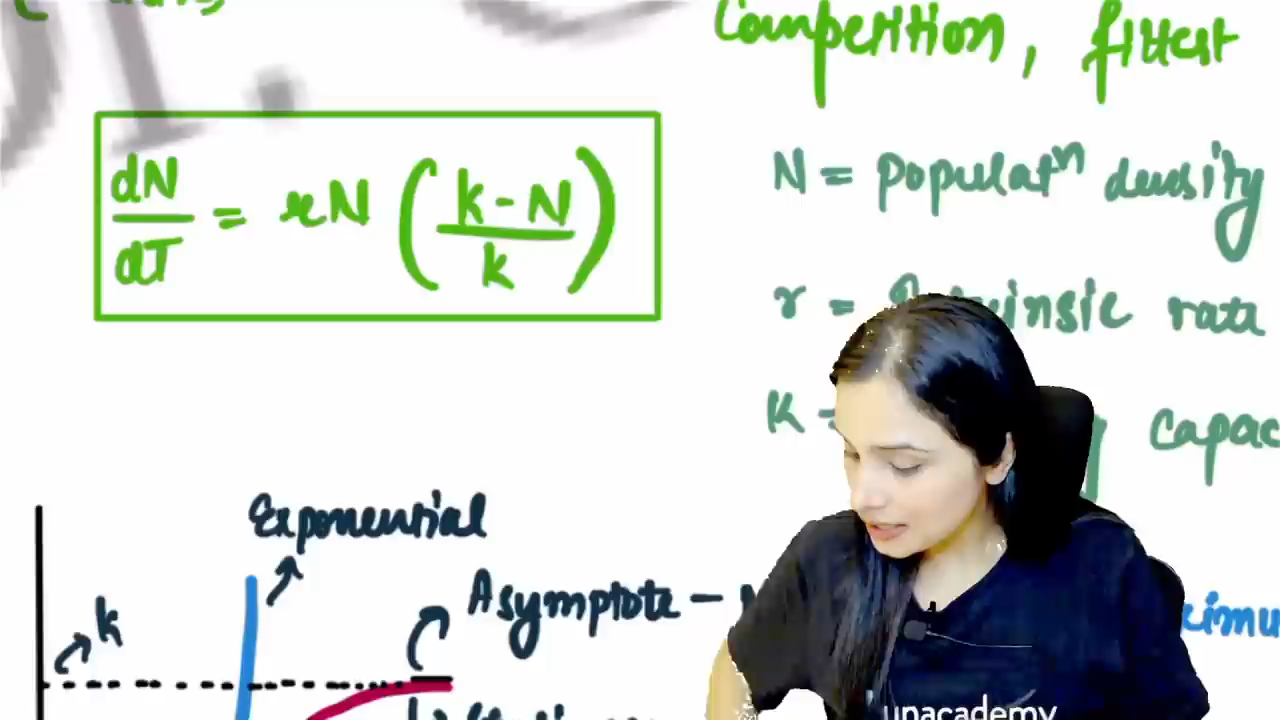 Competition, fittest
dN/dT = rN (k-N/k)
N = Populatⁿ density
r = insic rate
K = capac
Exponential
k
Asymptote -
unacademy